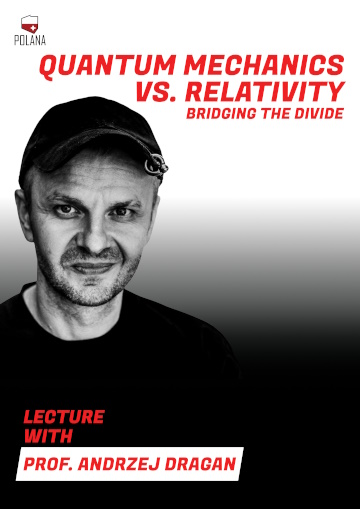 POLANA
QUANTUM MECHANICS
VS. RELATIVITY
BRIDGING THE DIVIDE
LECTURE
WITH
PROF. ANDRZEJ DRAGAN